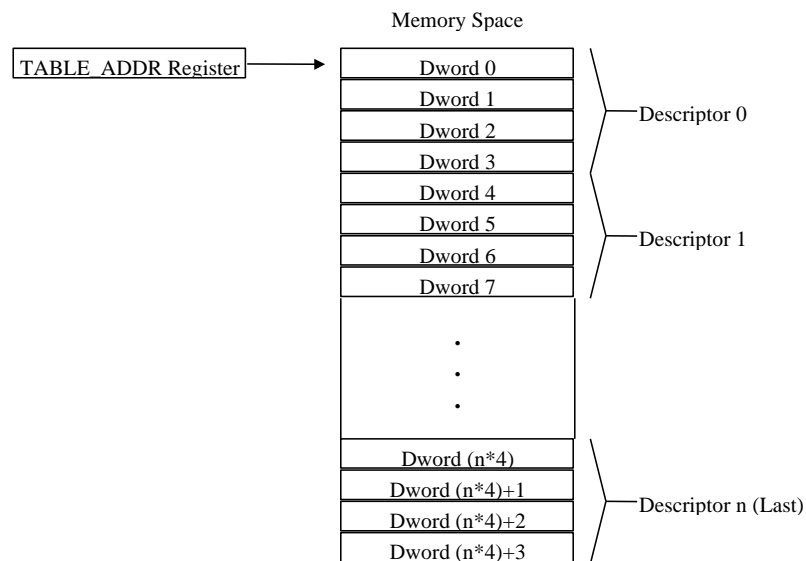 Memory Space
TABLE_ADDR Register
Dword 0
Dword 1
Dword 2
Dword 3
Descriptor 0
Dword 4
Dword 5
Dword 6
Dword 7
Descriptor 1
.
.
.
Dword (n*4)
Dword (n*4)+1
Dword (n*4)+2
Dword (n*4)+3
Descriptor n (Last)